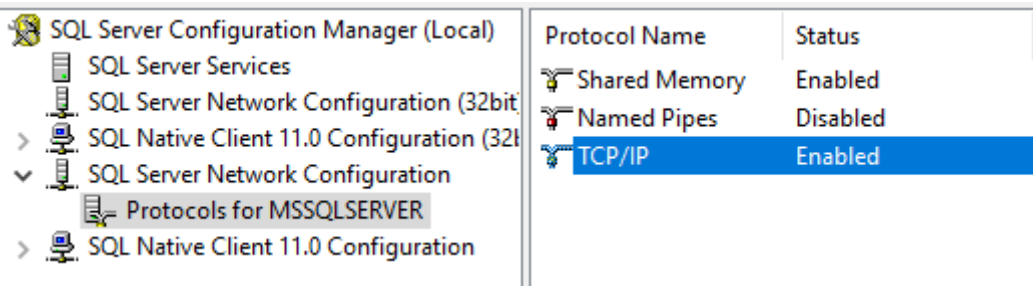 SQL Server Configuration Manager (Local)
SQL Server Services
SQL Server Network Configuration (32bit
SQL Native Client 11.0 Configuration (32b
SQL Server Network Configuration
Protocols for MSSQLSERVER
SQL Native Client 11.0 Configuration
Protocol Name Status
Shared Memory Enabled
Named Pipes Disabled
TCP/IP Enabled